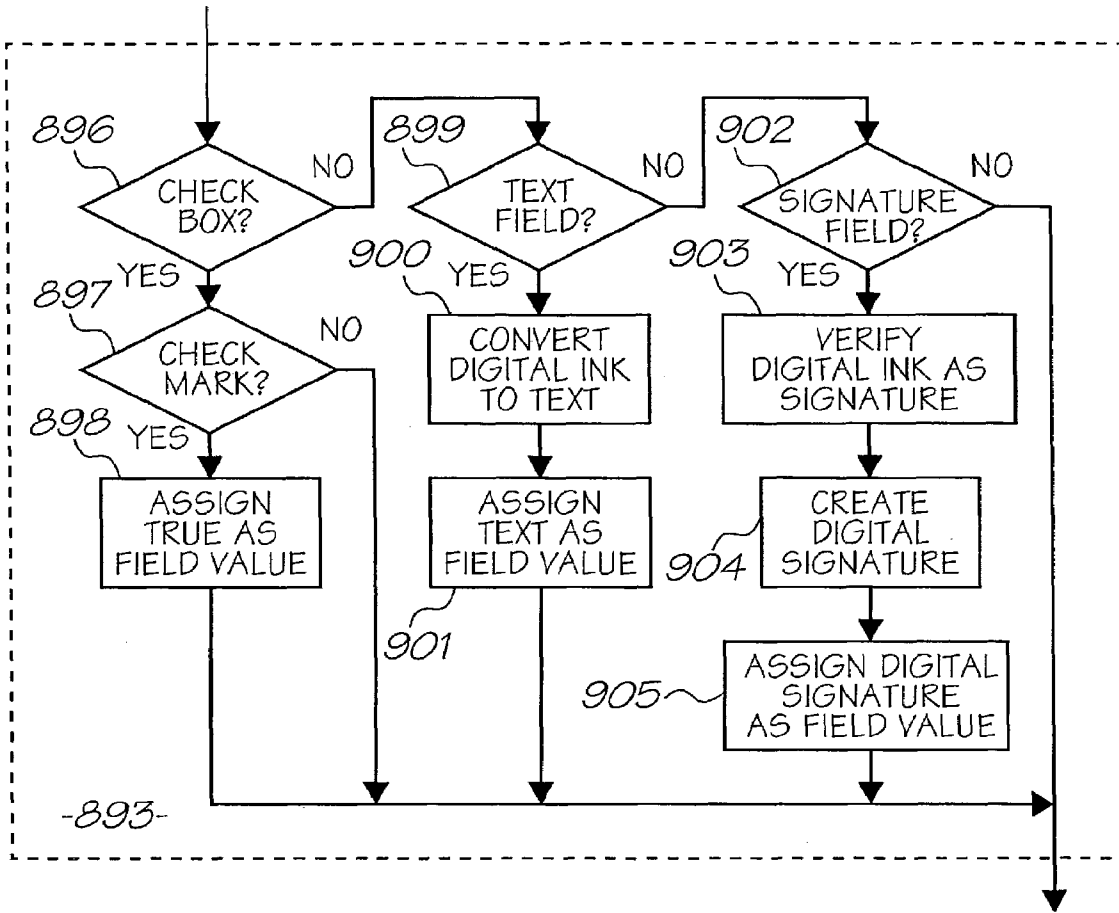 896
CHECK
BOX?
NO
YES
897
CHECK
MARK?
NO
YES
898
ASSIGN
TRUE AS
FIELD VALUE
899
TEXT
FIELD?
NO
YES
900
CONVERT
DIGITAL INK
TO TEXT
ASSIGN
TEXT AS
FIELD VALUE
901
902
SIGNATURE
FIELD?
NO
YES
903
VERIFY
DIGITAL INK AS
SIGNATURE
CREATE
DIGITAL
SIGNATURE
904
ASSIGN DIGITAL
SIGNATURE
AS FIELD VALUE
905
-893-